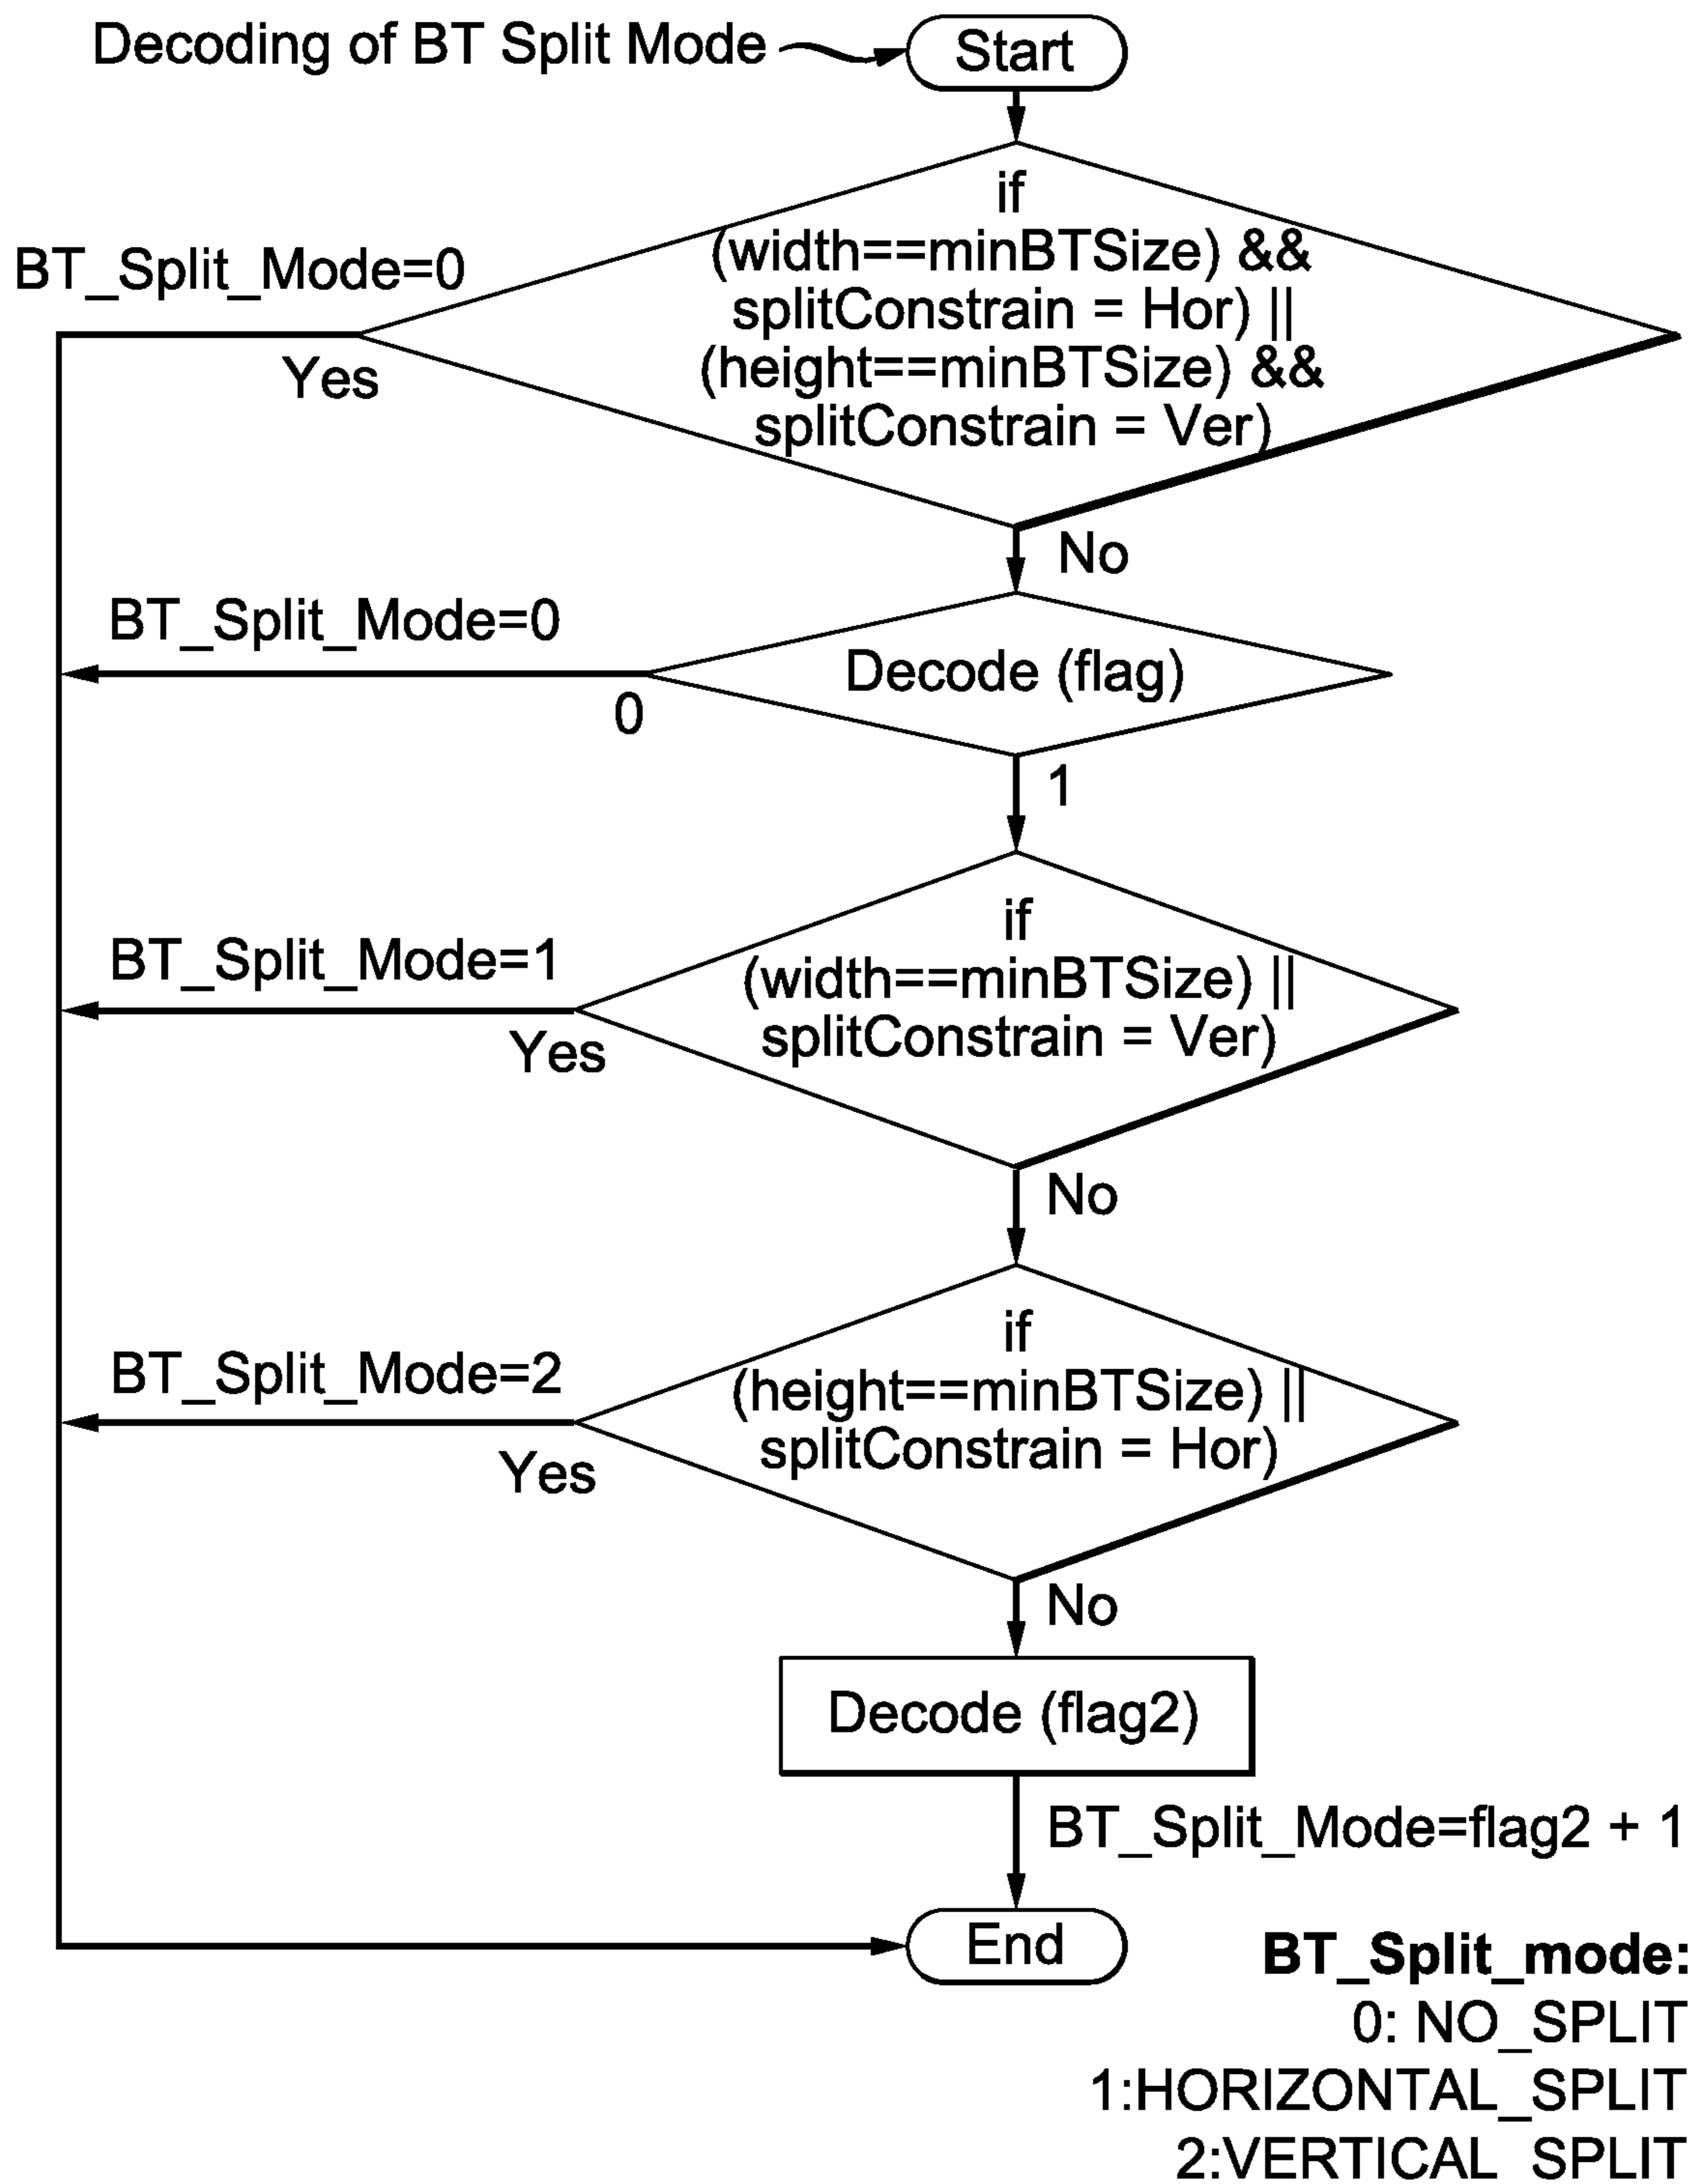 Decoding of BT Split Mode
Start
if
(width==minBTSize) &&
splitConstrain = Hor) ||
(height==minBTSize) &&
splitConstrain = Ver)
BT_Split_Mode=0
Yes
No
BT_Split_Mode=0
Decode (flag)
0
1
if
(width==minBTSize) ||
splitConstrain = Ver)
BT_Split_Mode=1
Yes
No
if
(height==minBTSize) ||
splitConstrain = Hor)
BT_Split_Mode=2
Yes
No
Decode (flag2)
BT_Split_Mode=flag2 + 1
End
BT_Split_mode:
0: NO_SPLIT
1:HORIZONTAL_SPLIT
2:VERTICAL_SPLIT